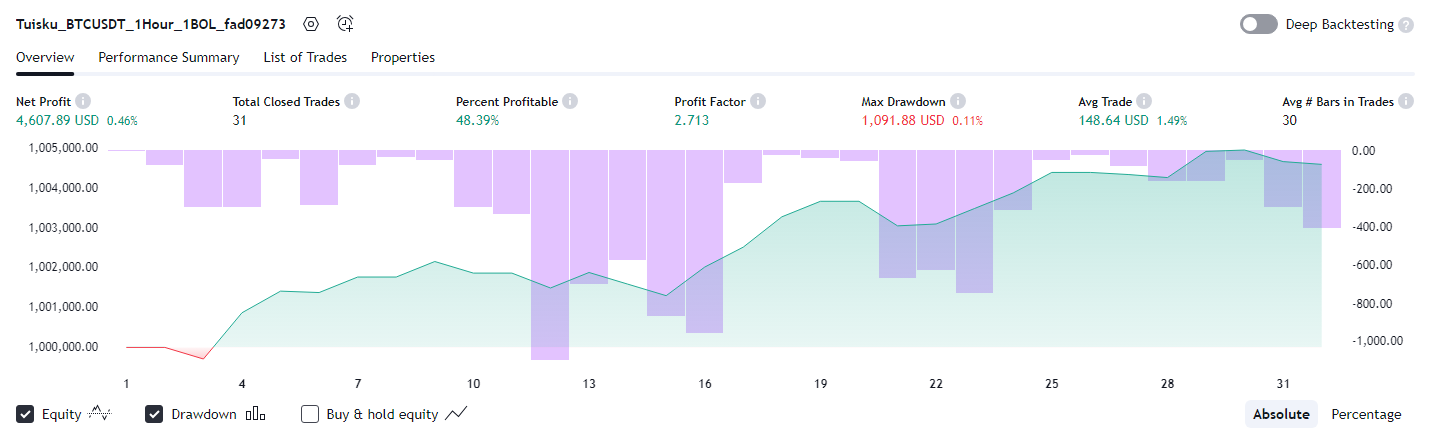 Tuisku_BTCUSDT_1Hour_1BOL_fad09273 Deep Backtesting ?
Overview Performance Summary List of Trades Properties
Net Profit i Total Closed Trades i Percent Profitable i Profit Factor i Max Drawdown i Avg Trade i Avg # Bars in Trades i
4,607.89 USD 0.46% 31 48.39% 2.713 1,091.88 USD 0.11% 148.64 USD 1.49% 30
1,005,000.00 0.00
1,004,000.00 -200.00
1,003,000.00 -400.00
1,002,000.00 -600.00
1,001,000.00 -800.00
1,000,000.00 -1,000.00
1 4 7 10 13 16 19 22 25 28 31
Equity Drawdown Buy & hold equity Absolute Percentage